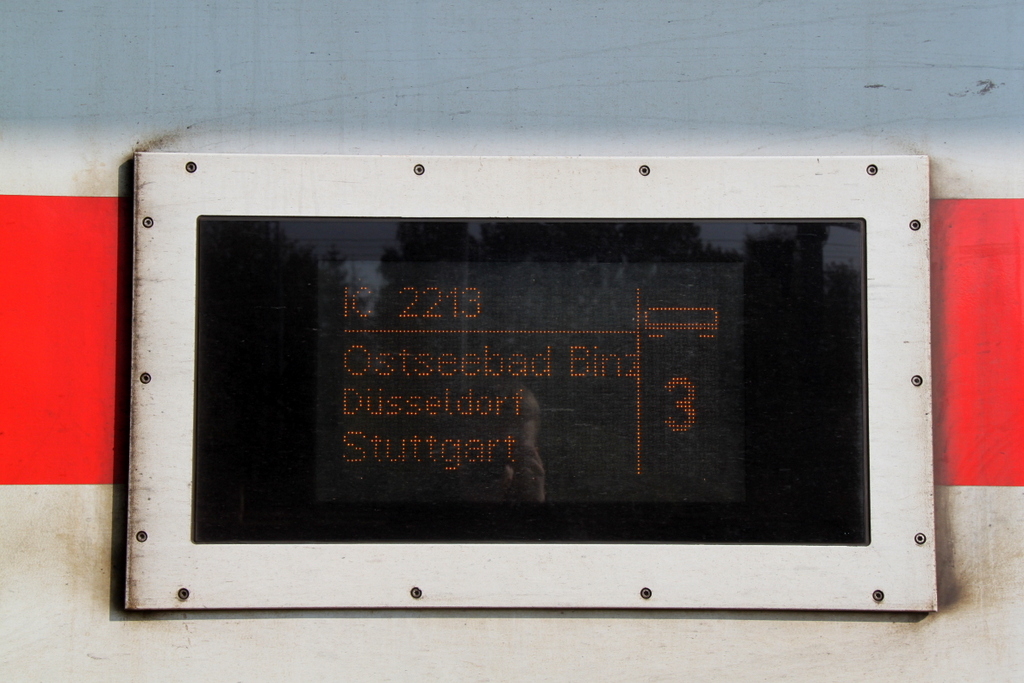 IC 2213
Ostseebad Binz
Düsseldorf
Stuttgart
3